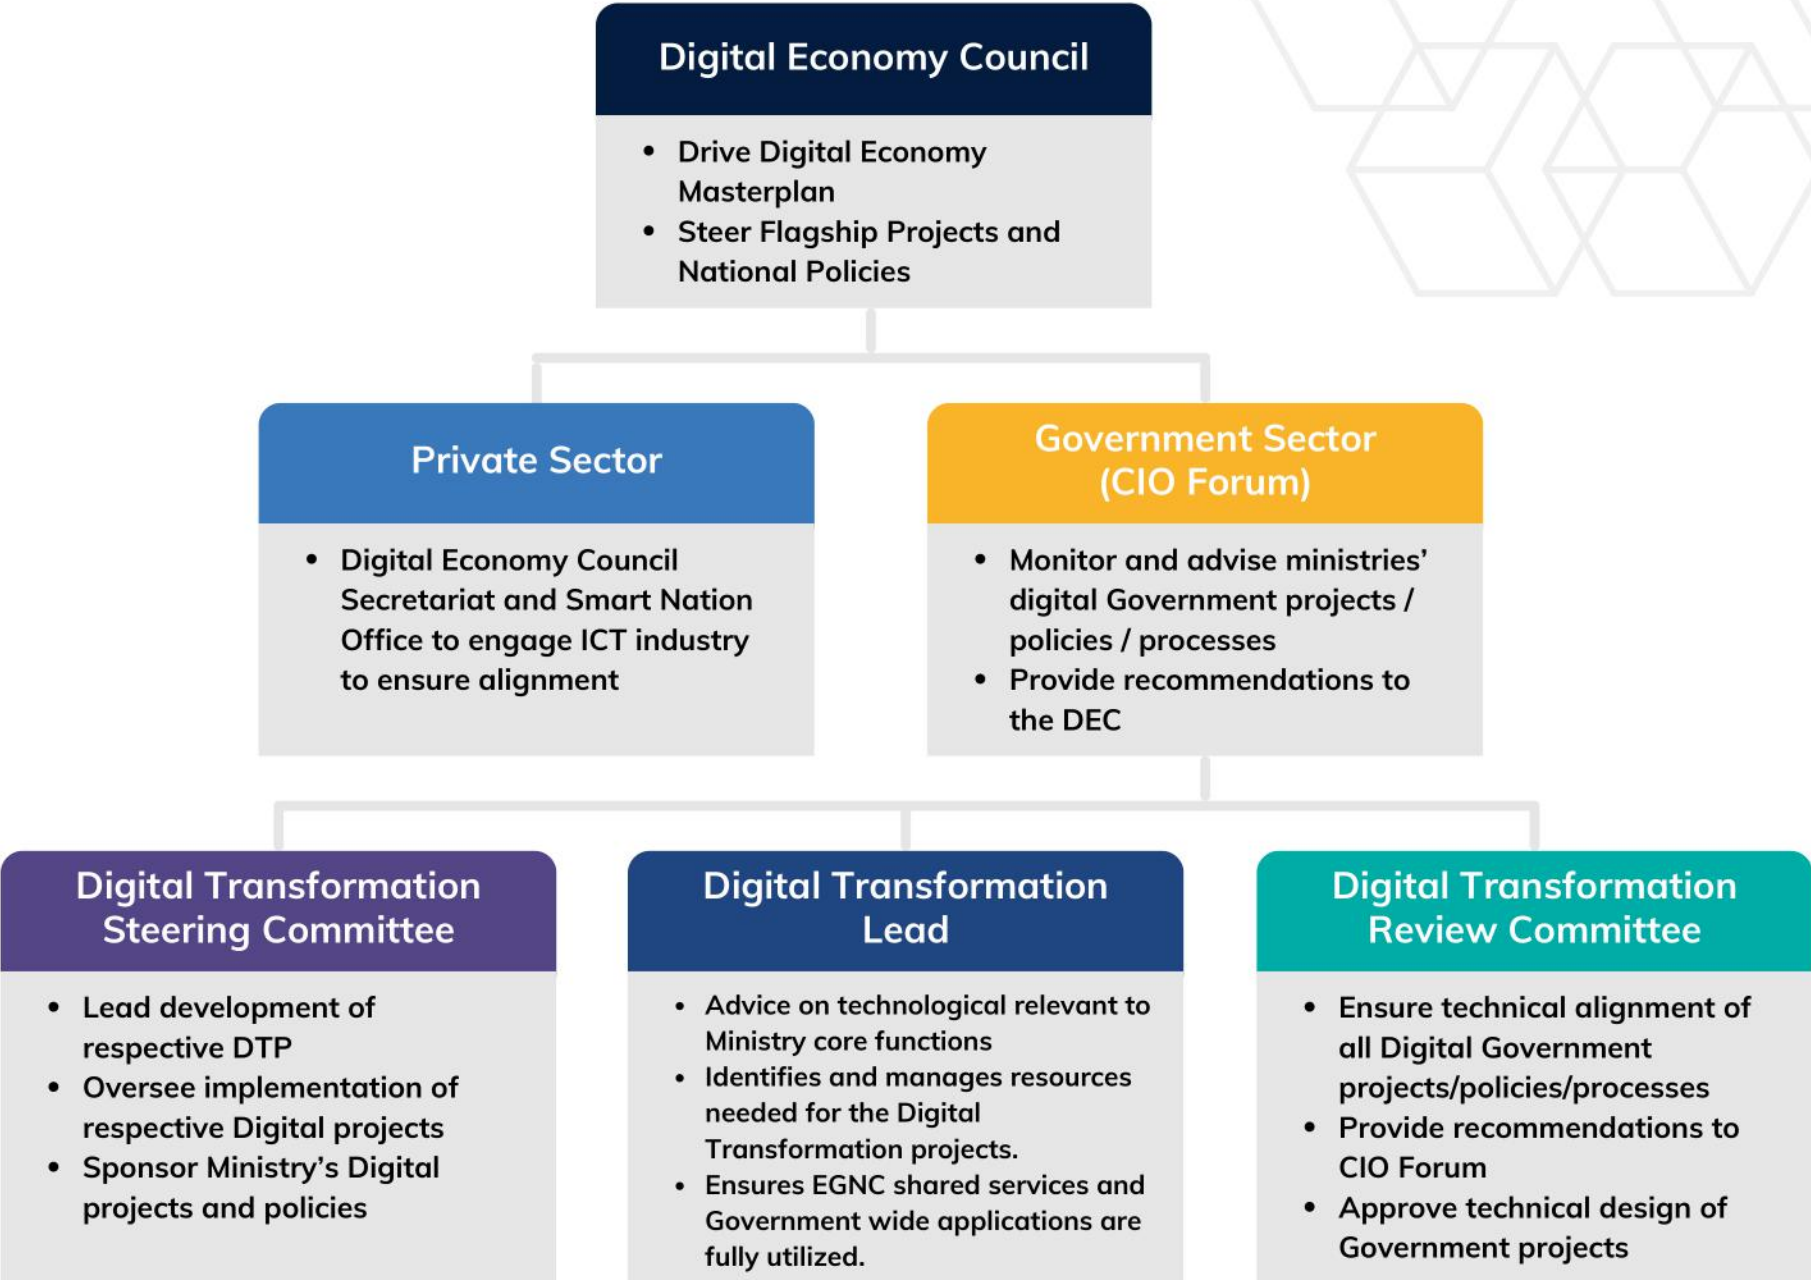 Digital Economy Council
• Drive Digital Economy
Masterplan
• Steer Flagship Projects and
National Policies
Private Sector
• Digital Economy Council
Secretariat and Smart Nation
Office to engage ICT industry
to ensure alignment
Government Sector
(CIO Forum)
• Monitor and advise ministries’
digital Government projects /
policies / processes
• Provide recommendations to
the DEC
Digital Transformation
Steering Committee
• Lead development of
respective DTP
• Oversee implementation of
respective Digital projects
• Sponsor Ministry’s Digital
projects and policies
Digital Transformation
Lead
• Advice on technological relevant to
Ministry core functions
• Identifies and manages resources
needed for the Digital
Transformation projects.
• Ensures EGNC shared services and
Government wide applications are
fully utilized.
Digital Transformation
Review Committee
• Ensure technical alignment of
all Digital Government
projects/policies/processes
• Provide recommendations to
CIO Forum
• Approve technical design of
Government projects